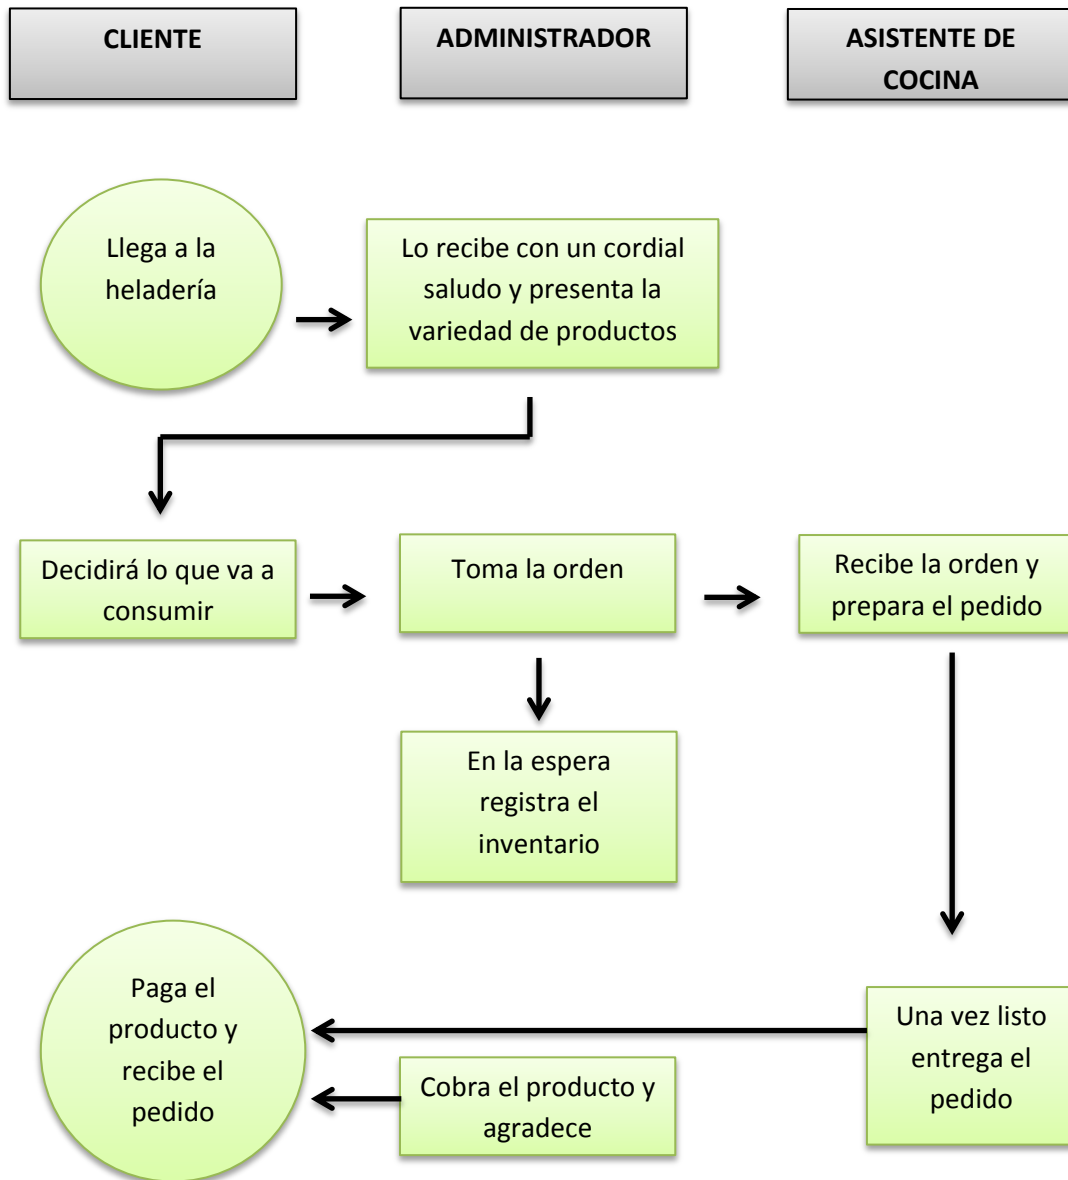 CLIENTE
ADMINISTRADOR
ASISTENTE DE
COCINA
Llega a la
heladería
Lo recibe con un cordial
saludo y presenta la
variedad de productos
Decidirá lo que va a
consumir
Toma la orden
Recibe la orden y
prepara el pedido
En la espera
registra el
inventario
Paga el
producto y
recibe el
pedido
Cobra el producto y
agradece
Una vez listo
entrega el
pedido